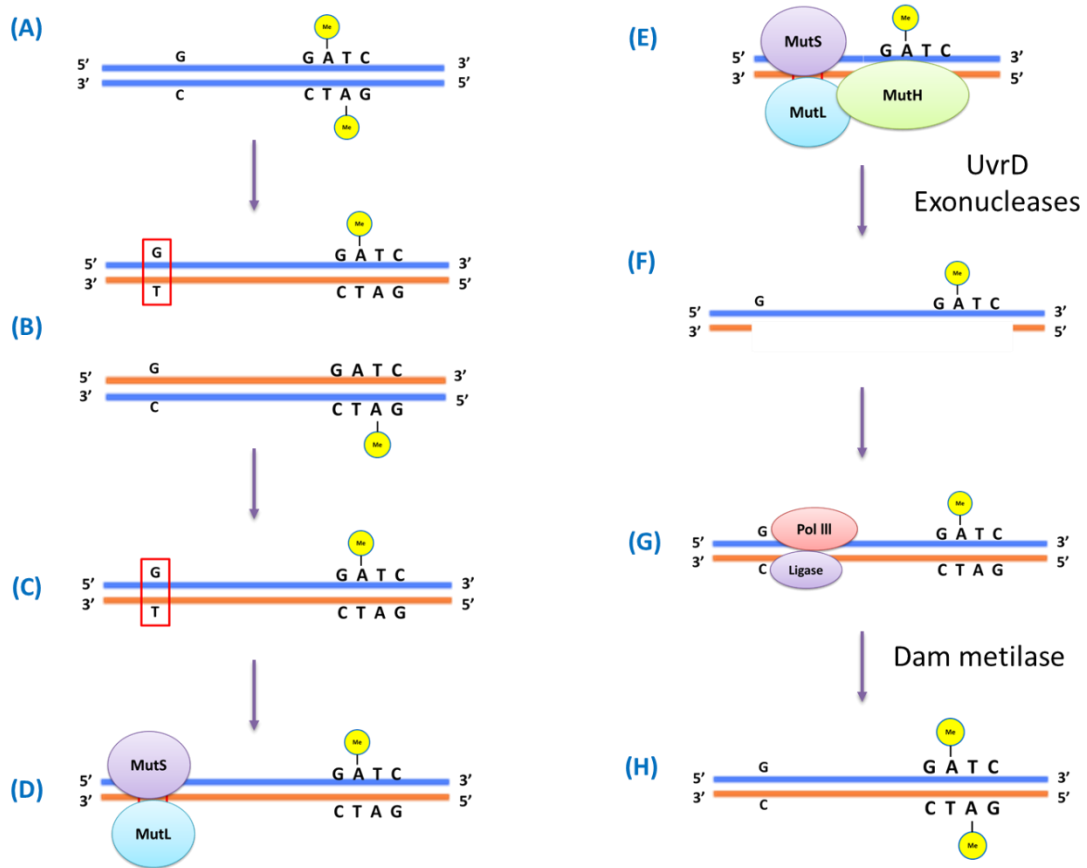 (A)
Me
G G A T C
5’ 3’
3’ 5’
C C T A G
Me
Me
G G A T C
5’ 3’
3’ 5’
T C T A G
(B)
G G A T C
5’ 3’
3’ 5’
C C T A G
Me
Me
G G A T C
(C) 5’ 3’
3’ 5’
T C T A G
Me
MutS G A T C
(D) 5’ 3’
3’ 5’
MutL C T A G
(E)
Me
MutS G A T C
5’ 3’
3’ 5’
MutL MutH
UvrD
Exonucleases
(F)
Me
G G A T C
5’ 3’
3’ 5’
Me
G Pol III G A T C
(G) 5’ 3’
3’ 5’
C Ligase C T A G
Dam metilase
Me
(H) G G A T C
5’ 3’
3’ 5’
C C T A G
Me